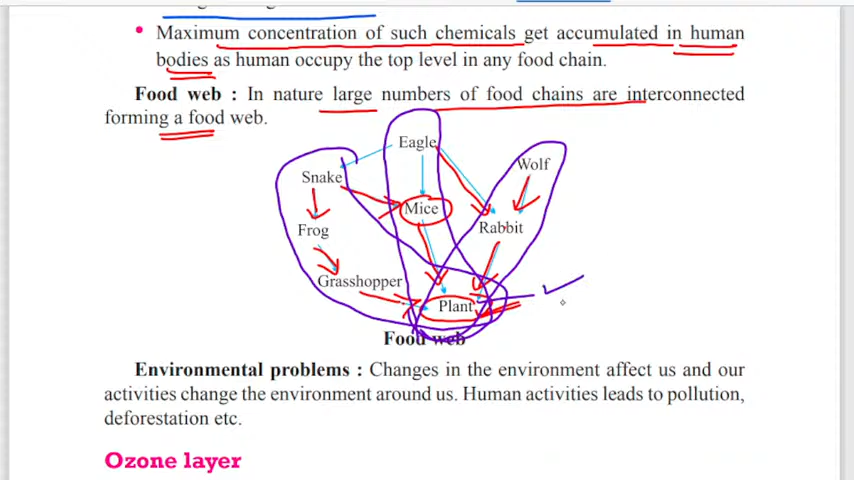 • Maximum concentration of such chemicals get accumulated in human
bodies as human occupy the top level in any food chain.
Food web : In nature large numbers of food chains are interconnected
forming a food web.
Eagle
Wolf
Snake
Mice
Frog
Rabbit
Grasshopper
Plant
Food web
Environmental problems : Changes in the environment affect us and our
activities change the environment around us. Human activities leads to pollution,
deforestation etc.
Ozone layer